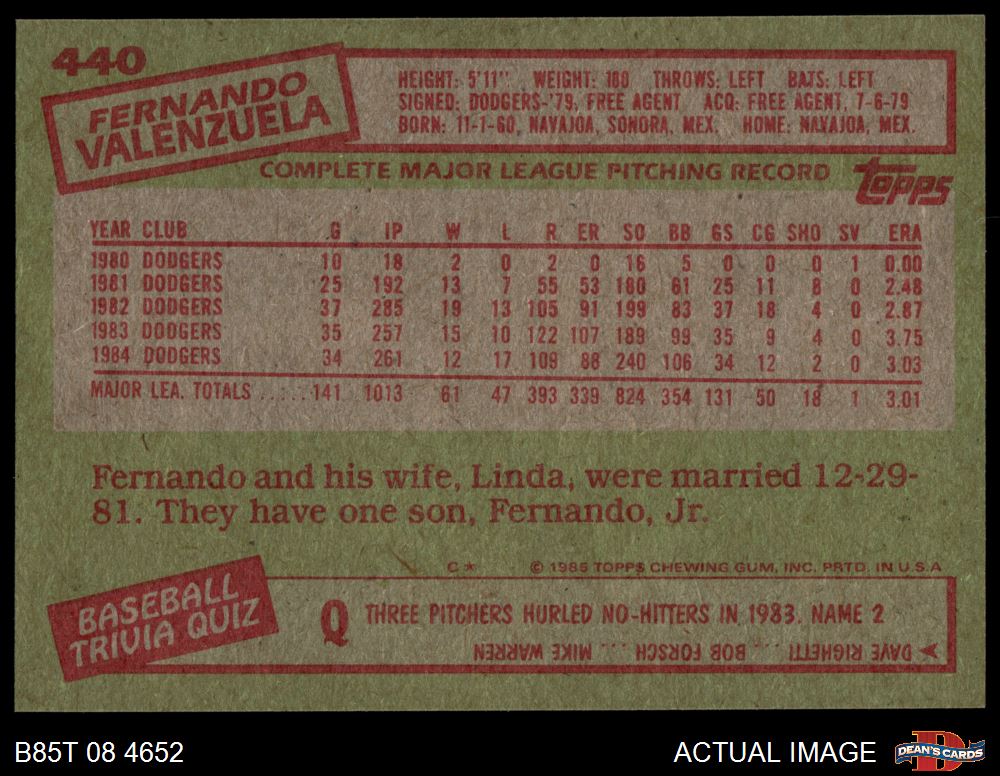 440
FERNANDO
VALENZUELA
HEIGHT: 5'11" WEIGHT: 180 THROWS: LEFT BATS: LEFT
SIGNED: DODGERS-'79, FREE AGENT ACQ: FREE AGENT, 7-6-79
BORN: 11-1-60, NAVAJOA, SONORA, MEX. HOME: NAVAJOA, MEX.
COMPLETE MAJOR LEAGUE PITCHING RECORD topps
YEAR CLUB G IP W L R ER SO BB GS CG SHO SV ERA
1980 DODGERS 10 18 2 0 2 0 16 5 0 0 0 1 0.00
1981 DODGERS 25 192 13 7 55 53 180 61 25 11 8 0 2.48
1982 DODGERS 37 285 19 13 105 91 199 83 37 18 4 0 2.87
1983 DODGERS 35 257 15 10 122 107 189 99 35 9 4 0 3.75
1984 DODGERS 34 261 12 17 109 88 240 106 34 12 2 0 3.03
MAJOR LEA. TOTALS ..... 141 1013 61 47 393 339 824 354 131 50 18 1 3.01
Fernando and his wife, Linda, were married 12-29-
81. They have one son, Fernando, Jr.
C* © 1985 TOPPS CHEWING GUM, INC. PRTD. IN U.S.A
BASEBALL
TRIVIA QUIZ
Q THREE PITCHERS HURLED NO-HITTERS IN 1983. NAME 2
DAVE RIGHETTI ... BOB FORSCH ... MIKE WARREN
B85T 08 4652 ACTUAL IMAGE DEAN'S CARDS